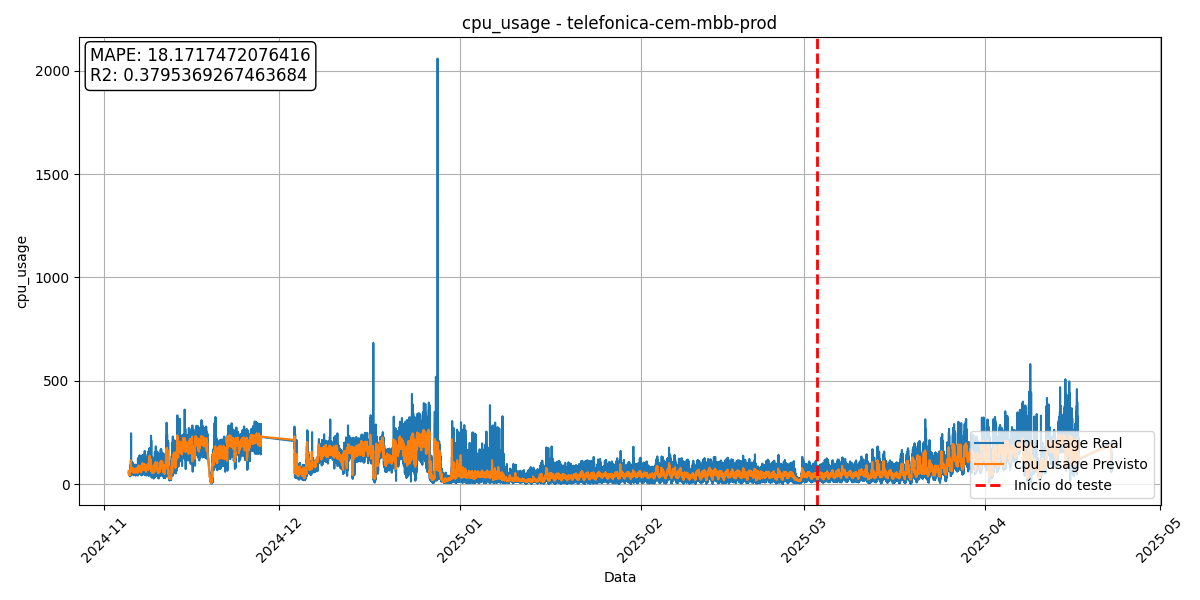 cpu_usage - telefonica-cem-mbb-prod
MAPE: 18.1717472076416
R2: 0.3795369267463684
cpu_usage
2000
1500
1000
500
0
cpu_usage Real
cpu_usage Previsto
Início do teste
2024-11
2024-12
2025-01
2025-02
2025-03
2025-04
2025-05
Data